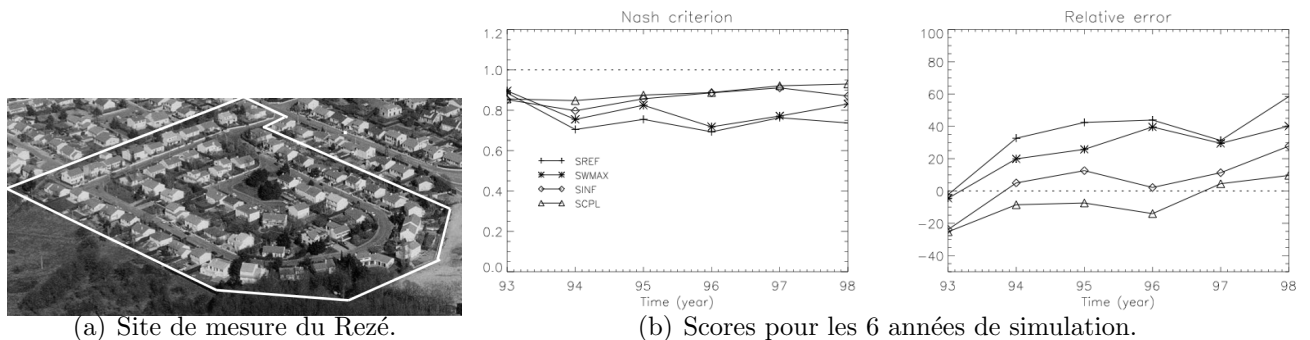 Nash criterion
1.2
1.0
0.8
0.6
0.4
0.2
0.0
SREF
SWMAX
SINF
SCPL
93 94 95 96 97 98
Time (year)
Relative error
100
80
60
40
20
0
−20
−40
93 94 95 96 97 98
Time (year)
(a) Site de mesure du Rezé.
(b) Scores pour les 6 années de simulation.